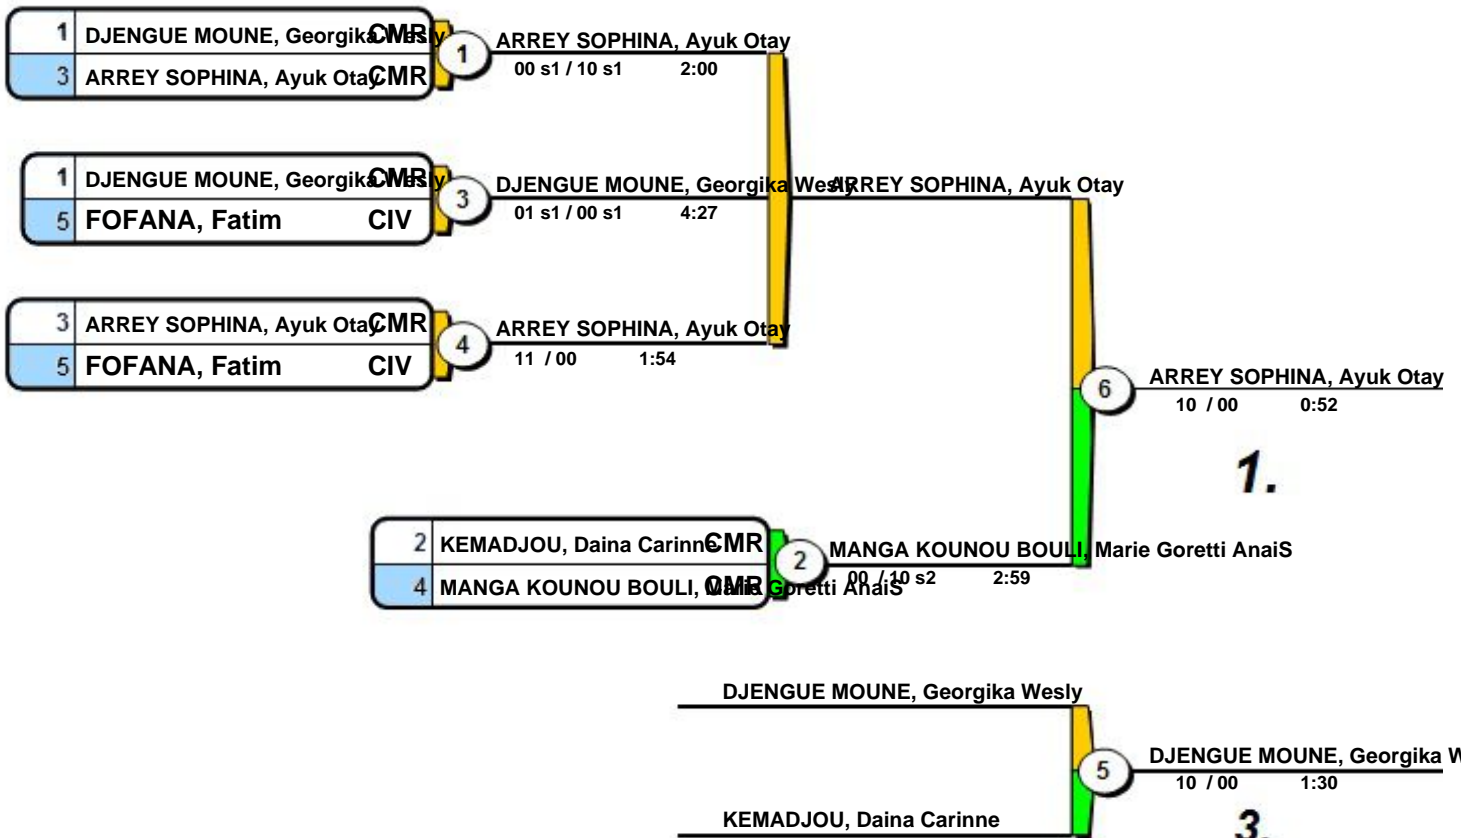 1 DJENGUE MOUNE, Georgika Wesly CMR
3 ARREY SOPHINA, Ayuk Otay CMR
1 ARREY SOPHINA, Ayuk Otay
00 s1 / 10 s1 2:00
1 DJENGUE MOUNE, Georgika Wesly CMR
5 FOFANA, Fatim CIV
3 DJENGUE MOUNE, Georgika Wesly
01 s1 / 00 s1 4:27
ARREY SOPHINA, Ayuk Otay
3 ARREY SOPHINA, Ayuk Otay CMR
5 FOFANA, Fatim CIV
4 ARREY SOPHINA, Ayuk Otay
11 / 00 1:54
6 ARREY SOPHINA, Ayuk Otay
10 / 00 0:52
1.
2 KEMADJOU, Daina Carinne CMR
4 MANGA KOUNOU BOULI, Marie Goretti AnaiS CMR
2 MANGA KOUNOU BOULI, Marie Goretti AnaiS
00 / 10 s2 2:59
DJENGUE MOUNE, Georgika Wesly
5 DJENGUE MOUNE, Georgika W
10 / 00 1:30
KEMADJOU, Daina Carinne
3.